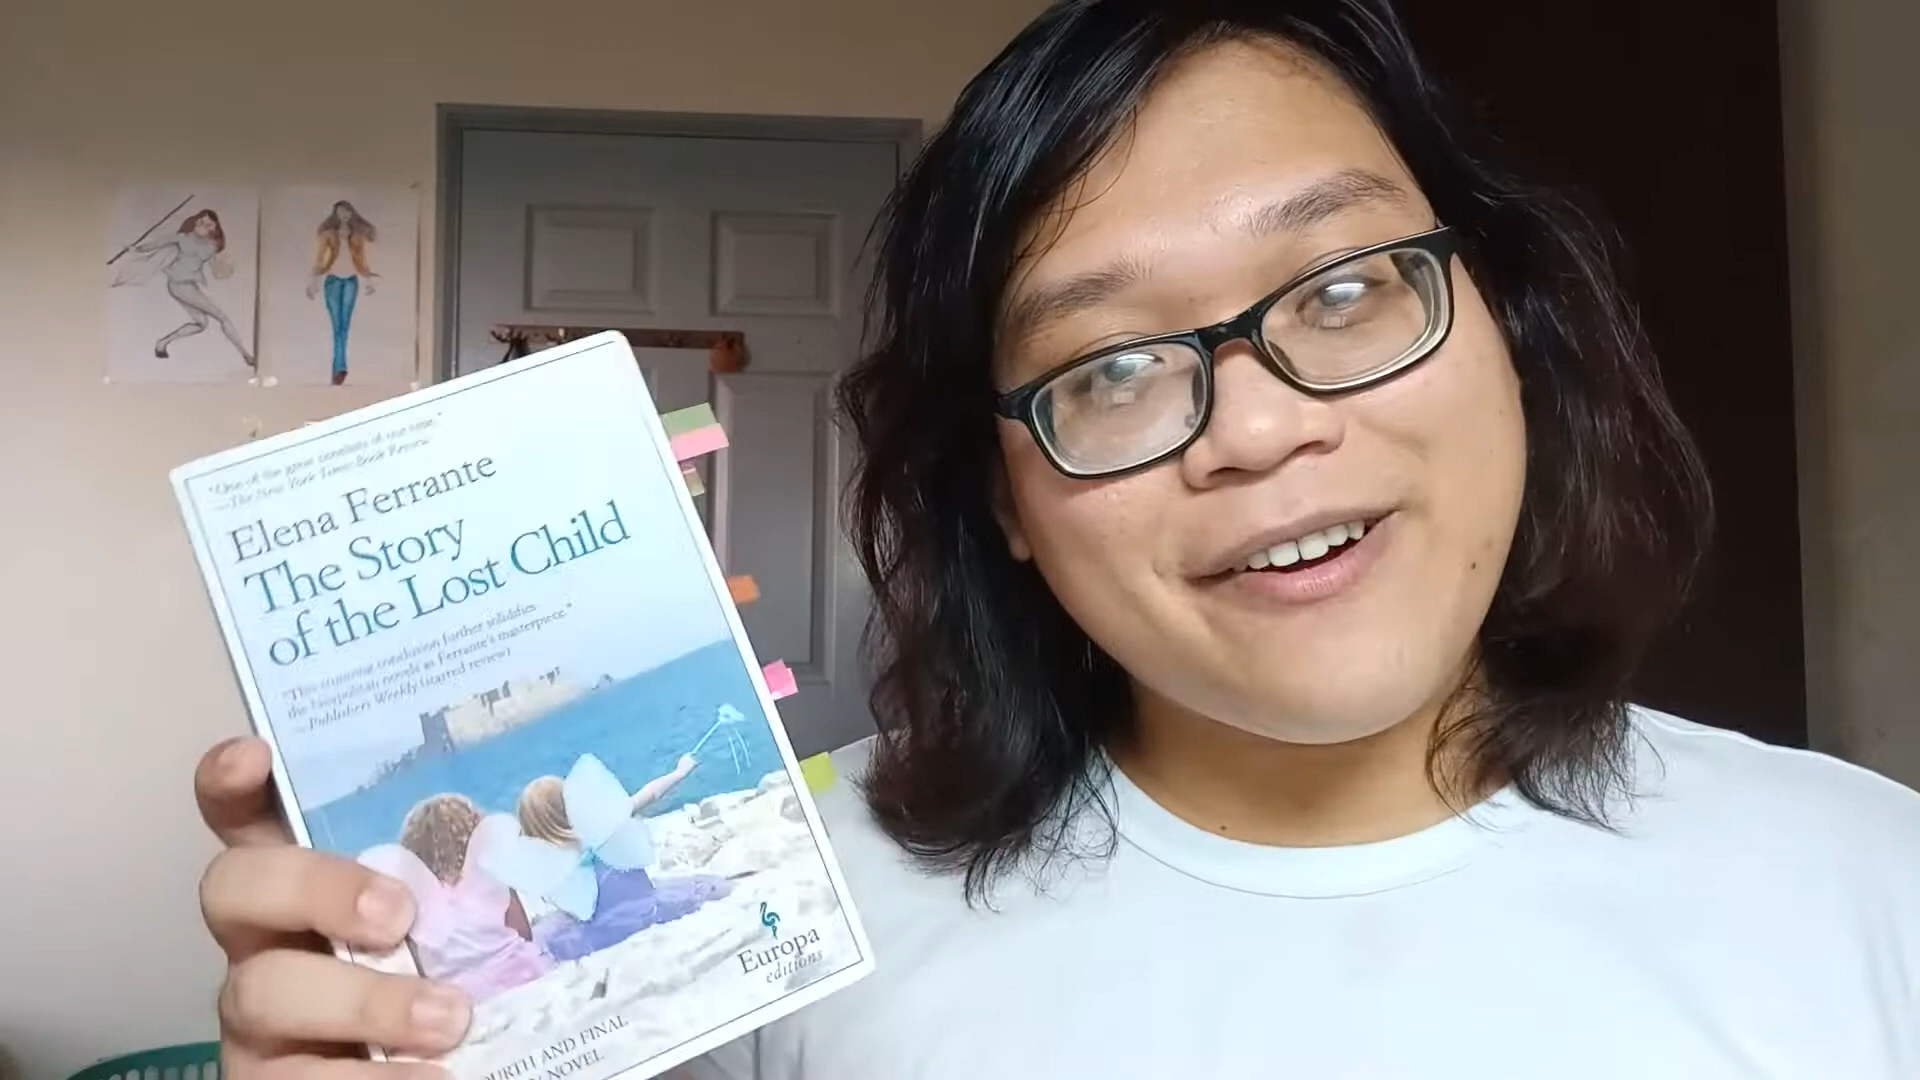 "One of the great novelists of our time."
—The New York Times Book Review
Elena Ferrante
The Story
of the Lost Child
"This stunning conclusion further solidifies
the Neapolitan novels as Ferrante's masterpiece."
—Publishers Weekly (starred review)
Europa
editions
OURTH AND FINAL
NOVEL